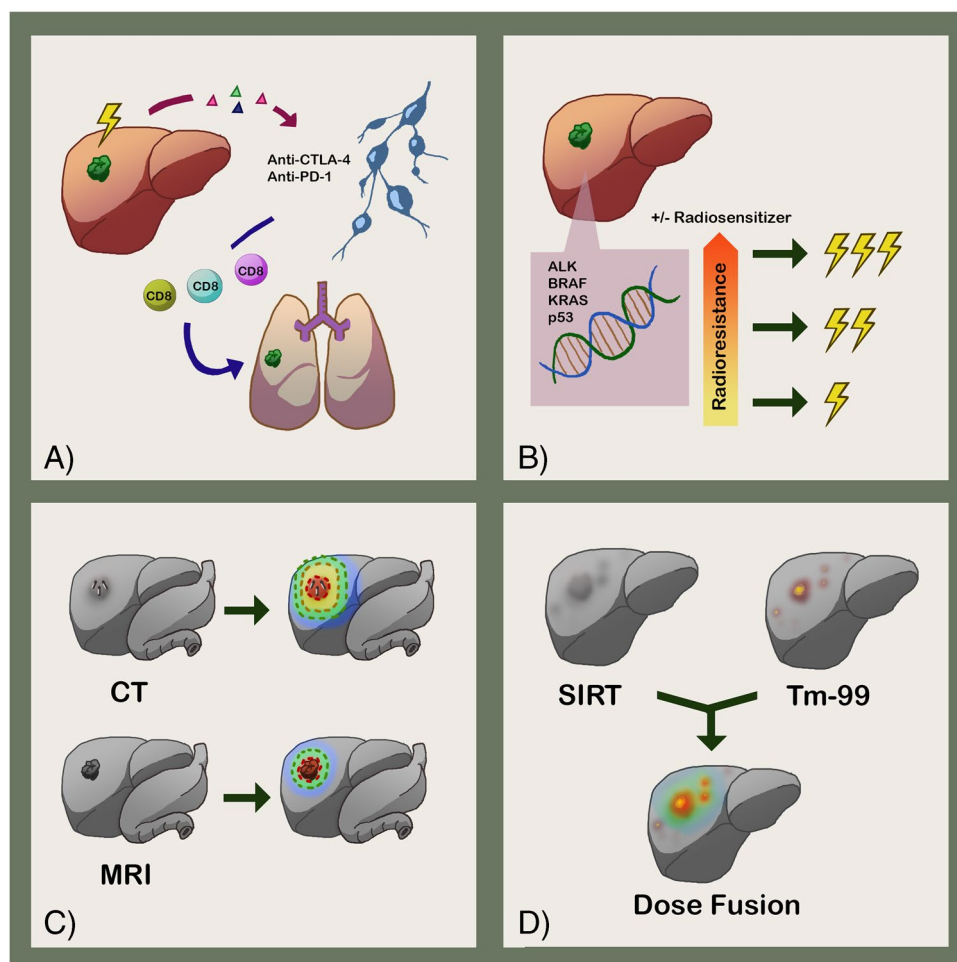 Anti-CTLA-4
Anti-PD-1
CD8
CD8
CD8
A)
+/- Radiosensitizer
ALK
BRAF
KRAS
p53
Radioresistance
B)
CT
MRI
C)
SIRT
Tm-99
Dose Fusion
D)